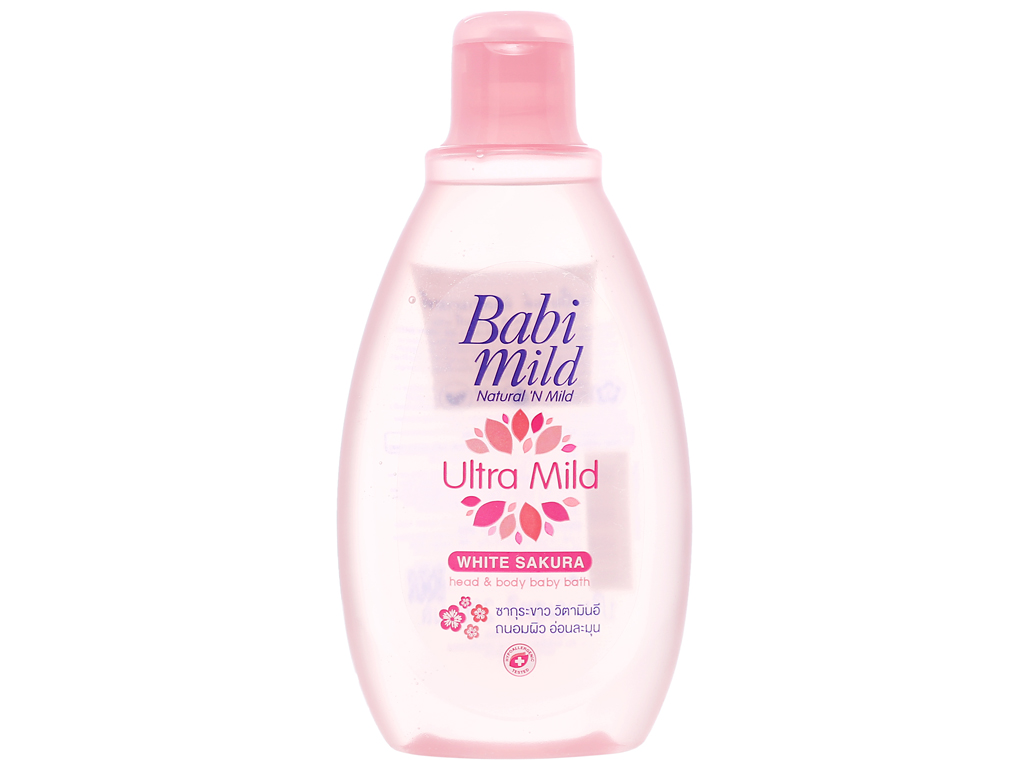 Babi
mild
Natural 'N Mild
Ultra Mild
WHITE SAKURA
head & body baby bath
ซากุระขาว วิตามินอี
ถนอมผิว อ่อนละมุน
HYPOALLERGENIC
TESTED